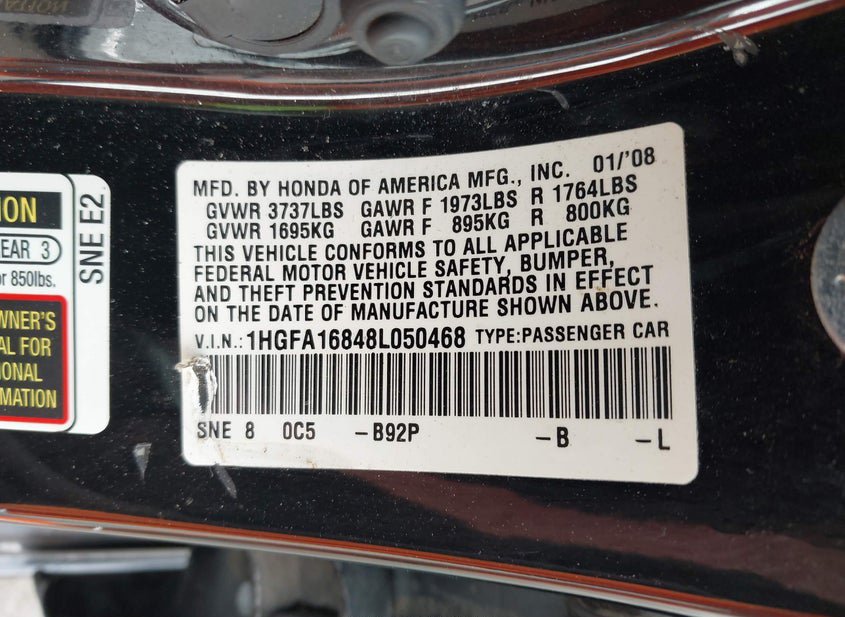 ION
EAR 3
or 850lbs.
WNER'S
AL FOR
IONAL
MATION
SNE E2
MFD. BY HONDA OF AMERICA MFG., INC. 01/'08
GVWR 3737LBS GAWR F 1973LBS R 1764LBS
GVWR 1695KG GAWR F 895KG R 800KG
THIS VEHICLE CONFORMS TO ALL APPLICABLE
FEDERAL MOTOR VEHICLE SAFETY, BUMPER,
AND THEFT PREVENTION STANDARDS IN EFFECT
ON THE DATE OF MANUFACTURE SHOWN ABOVE.
V.I.N.: 1HGFA16848L050468 TYPE:PASSENGER CAR
SNE 8 0C5 -B92P -B -L